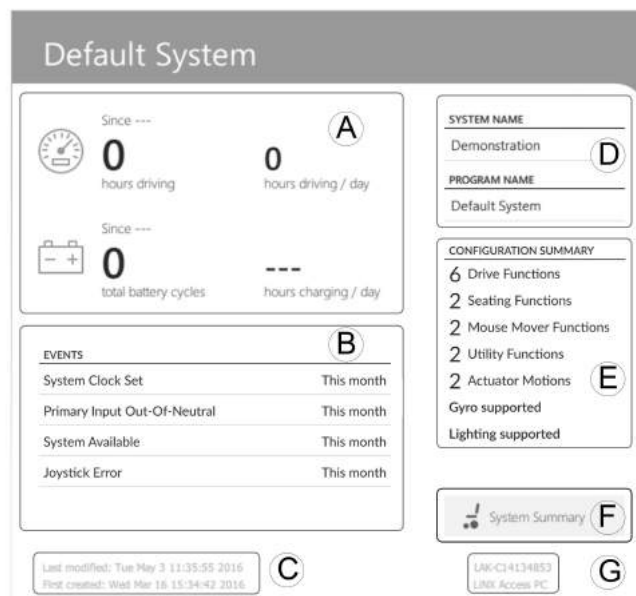 Default System
Since ---
A
0
0
hours driving
hours driving / day
Since ---
0
---
total battery cycles
hours charging / day
B
EVENTS
System Clock Set This month
Primary Input Out-Of-Neutral This month
System Available This month
Joystick Error This month
Last modified: Tue May 3 11:35:55 2016
First created: Wed Mar 16 15:34:42 2016
C
SYSTEM NAME
Demonstration
D
PROGRAM NAME
Default System
CONFIGURATION SUMMARY
6 Drive Functions
2 Seating Functions
2 Mouse Mover Functions
2 Utility Functions
2 Actuator Motions
E
Gyro supported
Lighting supported
System Summary
F
LAK-C14134853
LiNX Access PC
G